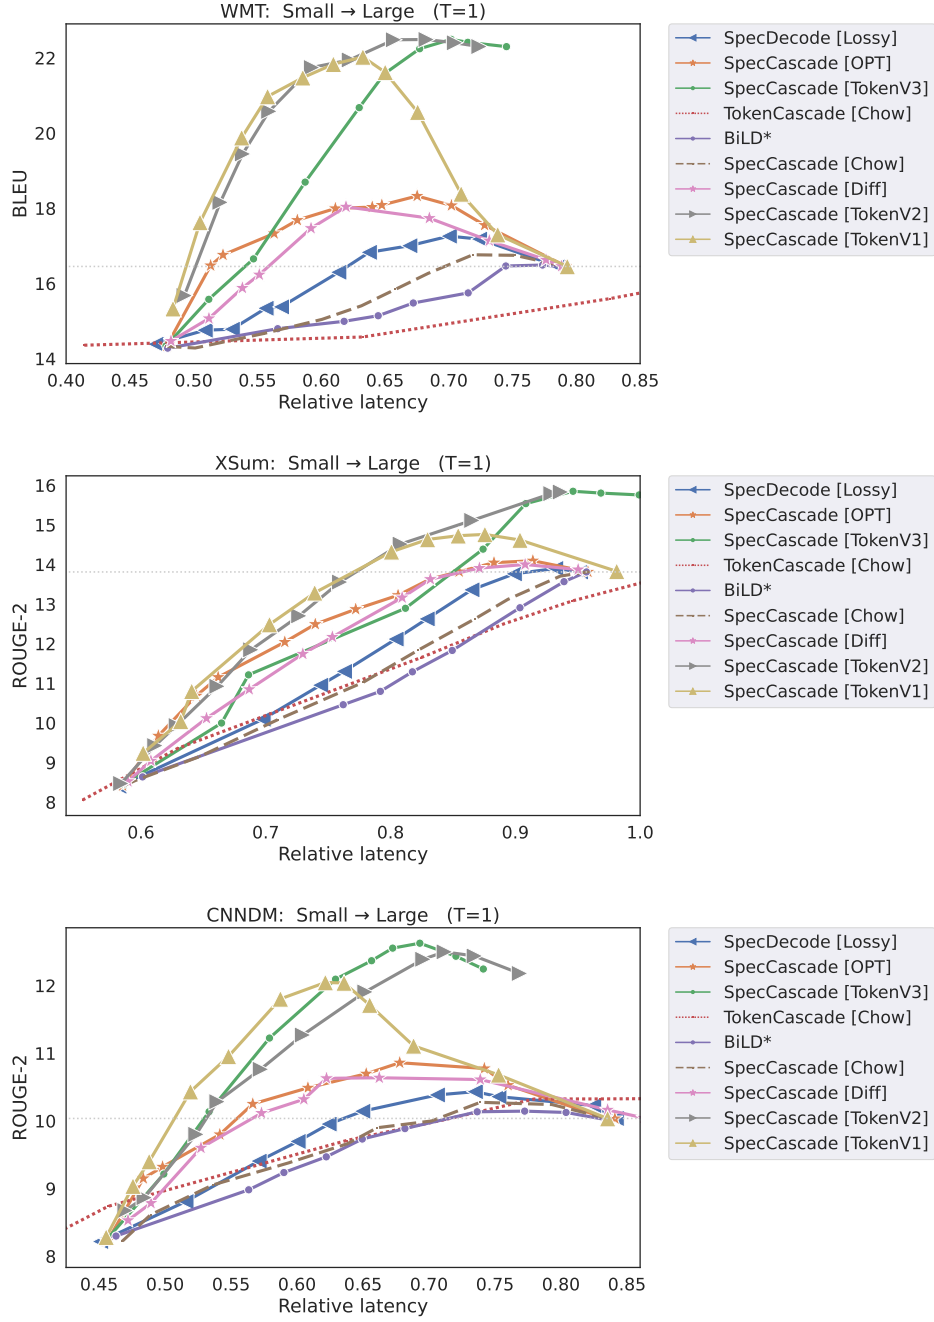 WMT:  Small → Large   (T=1)
BLEU
22
20
18
16
14
0.40 0.45 0.50 0.55 0.60 0.65 0.70 0.75 0.80 0.85
Relative latency
SpecDecode [Lossy]
SpecCascade [OPT]
SpecCascade [TokenV3]
TokenCascade [Chow]
BiLD*
SpecCascade [Chow]
SpecCascade [Diff]
SpecCascade [TokenV2]
SpecCascade [TokenV1]
XSum:  Small → Large   (T=1)
ROUGE-2
16
15
14
13
12
11
10
9
8
0.6 0.7 0.8 0.9 1.0
Relative latency
SpecDecode [Lossy]
SpecCascade [OPT]
SpecCascade [TokenV3]
TokenCascade [Chow]
BiLD*
SpecCascade [Chow]
SpecCascade [Diff]
SpecCascade [TokenV2]
SpecCascade [TokenV1]
CNNDM:  Small → Large   (T=1)
ROUGE-2
12
11
10
9
8
0.45 0.50 0.55 0.60 0.65 0.70 0.75 0.80 0.85
Relative latency
SpecDecode [Lossy]
SpecCascade [OPT]
SpecCascade [TokenV3]
TokenCascade [Chow]
BiLD*
SpecCascade [Chow]
SpecCascade [Diff]
SpecCascade [TokenV2]
SpecCascade [TokenV1]